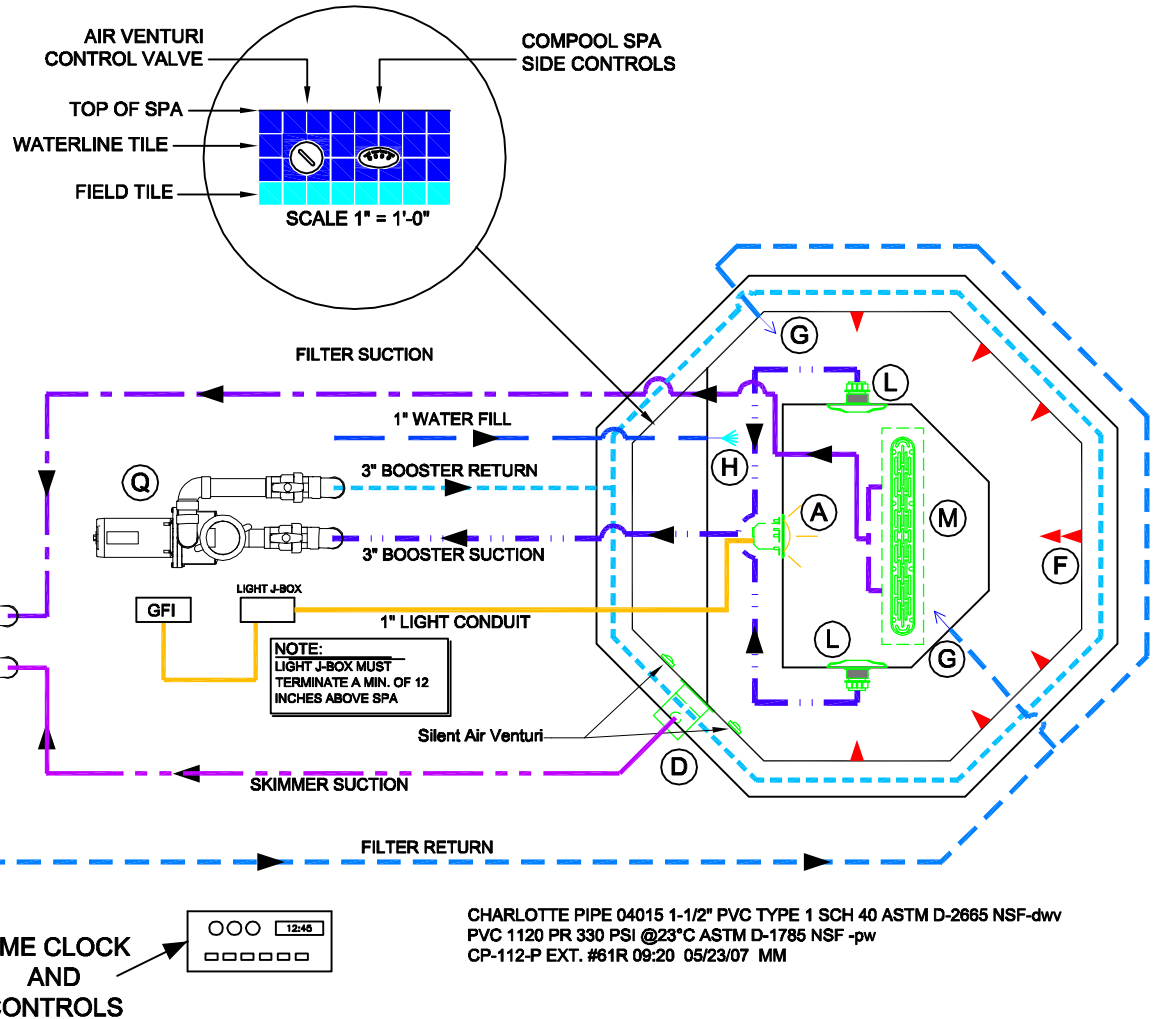 AIR VENTURI
CONTROL VALVE
COMPOOL SPA
SIDE CONTROLS
TOP OF SPA
WATERLINE TILE
FIELD TILE
SCALE 1" = 1'-0"
FILTER SUCTION
1" WATER FILL
3" BOOSTER RETURN
3" BOOSTER SUCTION
Q
G
L
H
A
M
F
L
G
D
GFI
LIGHT J-BOX
1" LIGHT CONDUIT
NOTE:
LIGHT J-BOX MUST
TERMINATE A MIN. OF 12
INCHES ABOVE SPA
Silent Air Venturi
SKIMMER SUCTION
FILTER RETURN
12:45
ME CLOCK
AND
CONTROLS
CHARLOTTE PIPE 04015 1-1/2" PVC TYPE 1 SCH 40 ASTM D-2665 NSF-dwv
PVC 1120 PR 330 PSI @23°C ASTM D-1785 NSF -pw
CP-112-P EXT. #61R 09:20 05/23/07 MM